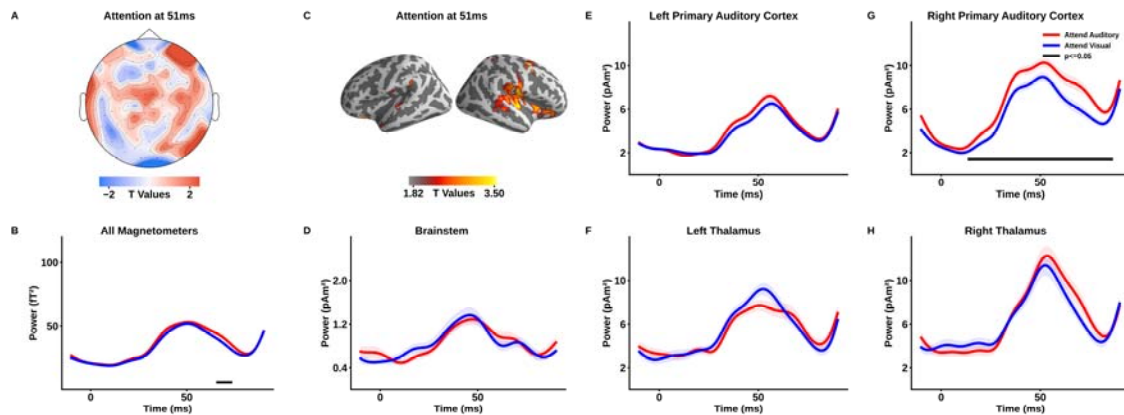 A
Attention at 51ms
−2
T Values
2
B
All Magnetometers
Power (fT²)
100
50
0
50
Time (ms)
C
Attention at 51ms
1.82
T Values
3.50
D
Brainstem
Power (pAm²)
2.0
1.2
0.4
0
50
Time (ms)
E
Left Primary Auditory Cortex
Power (pAm²)
10
6
2
0
50
Time (ms)
F
Left Thalamus
Power (pAm²)
10
6
2
0
50
Time (ms)
G
Right Primary Auditory Cortex
Attend Auditory
Attend Visual
p<=0.05
Power (pAm²)
10
6
2
0
50
Time (ms)
H
Right Thalamus
Power (pAm²)
10
6
2
0
50
Time (ms)